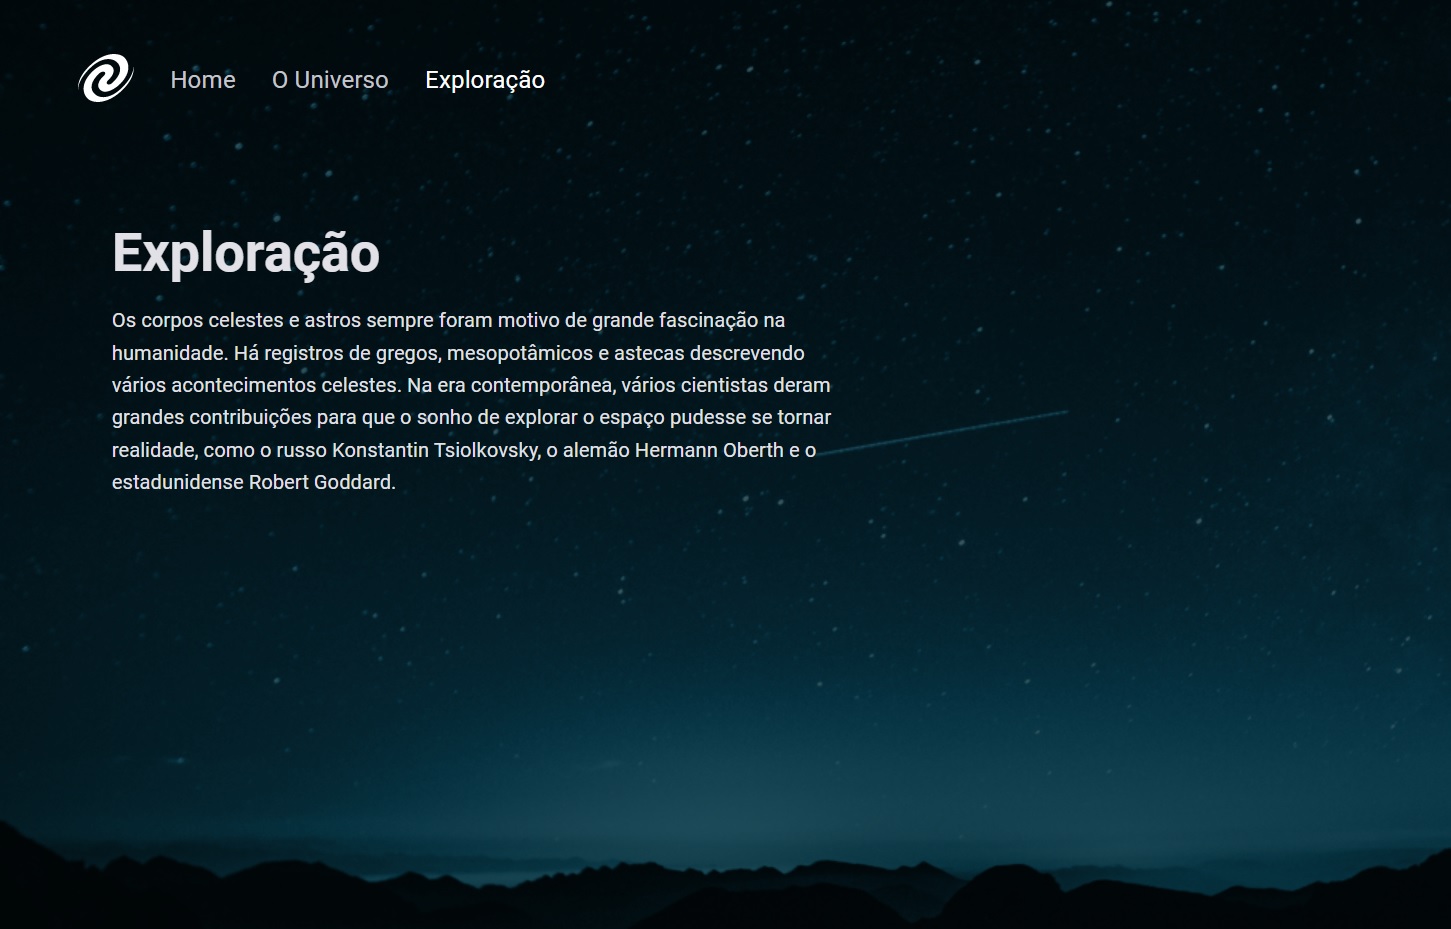 Home O Universo Exploração
Exploração
Os corpos celestes e astros sempre foram motivo de grande fascinação na
humanidade. Há registros de gregos, mesopotâmicos e astecas descrevendo
vários acontecimentos celestes. Na era contemporânea, vários cientistas deram
grandes contribuições para que o sonho de explorar o espaço pudesse se tornar
realidade, como o russo Konstantin Tsiolkovsky, o alemão Hermann Oberth e o
estadunidense Robert Goddard.